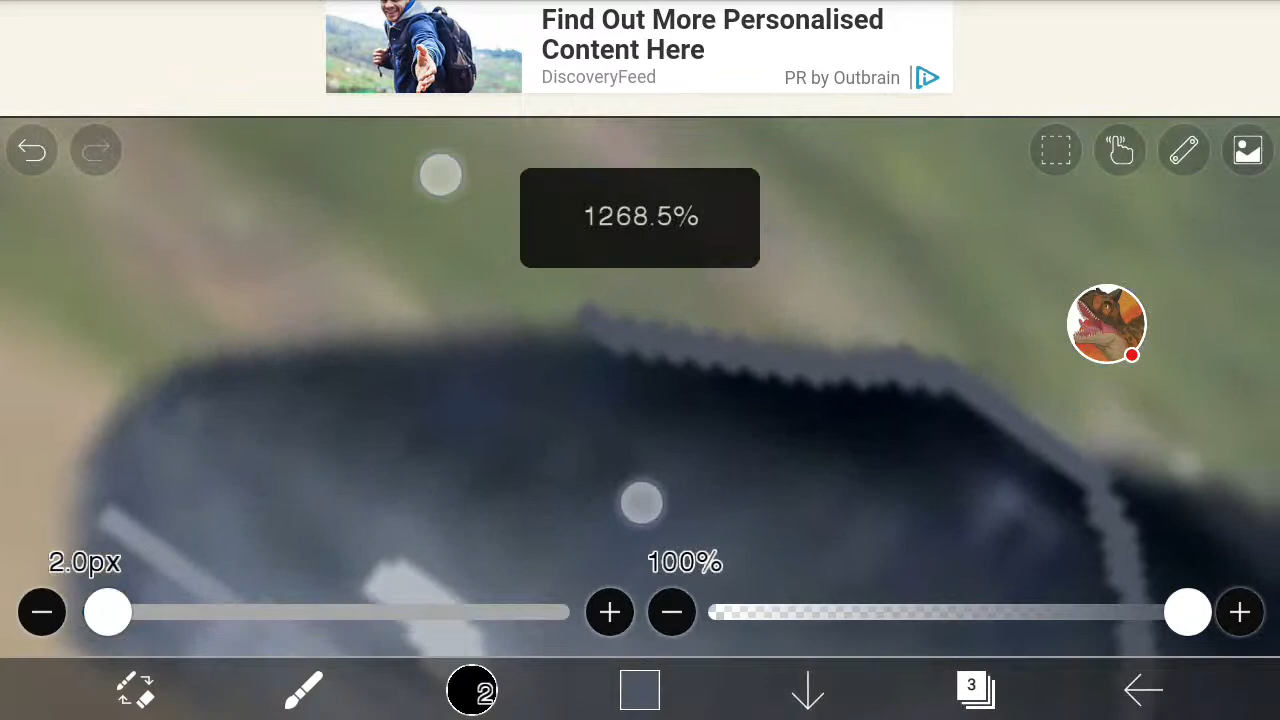 Find Out More Personalised
Content Here
DiscoveryFeed
PR by Outbrain
1268.5%
2.0px
100%
2
3